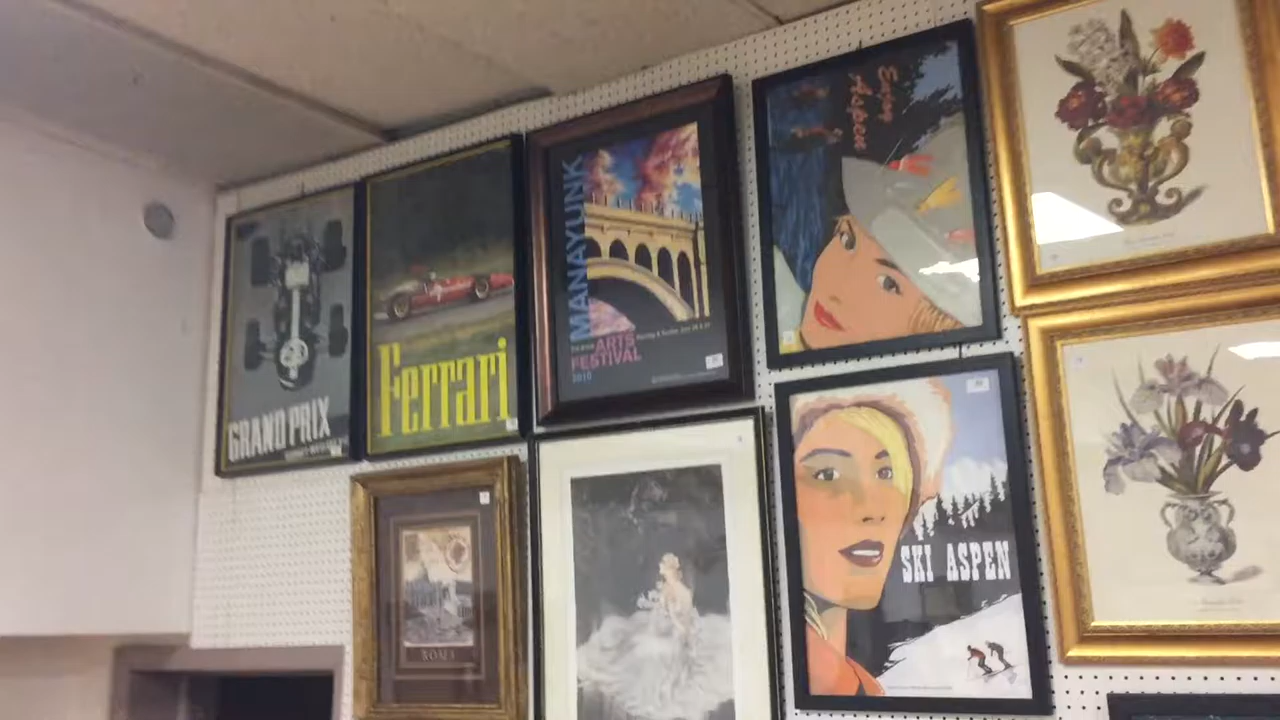 GRAND PRIX
Ferrari
MANAYUNK
ARTS
FESTIVAL
2010
Enjoy
Aspen
ROMA
SKI ASPEN